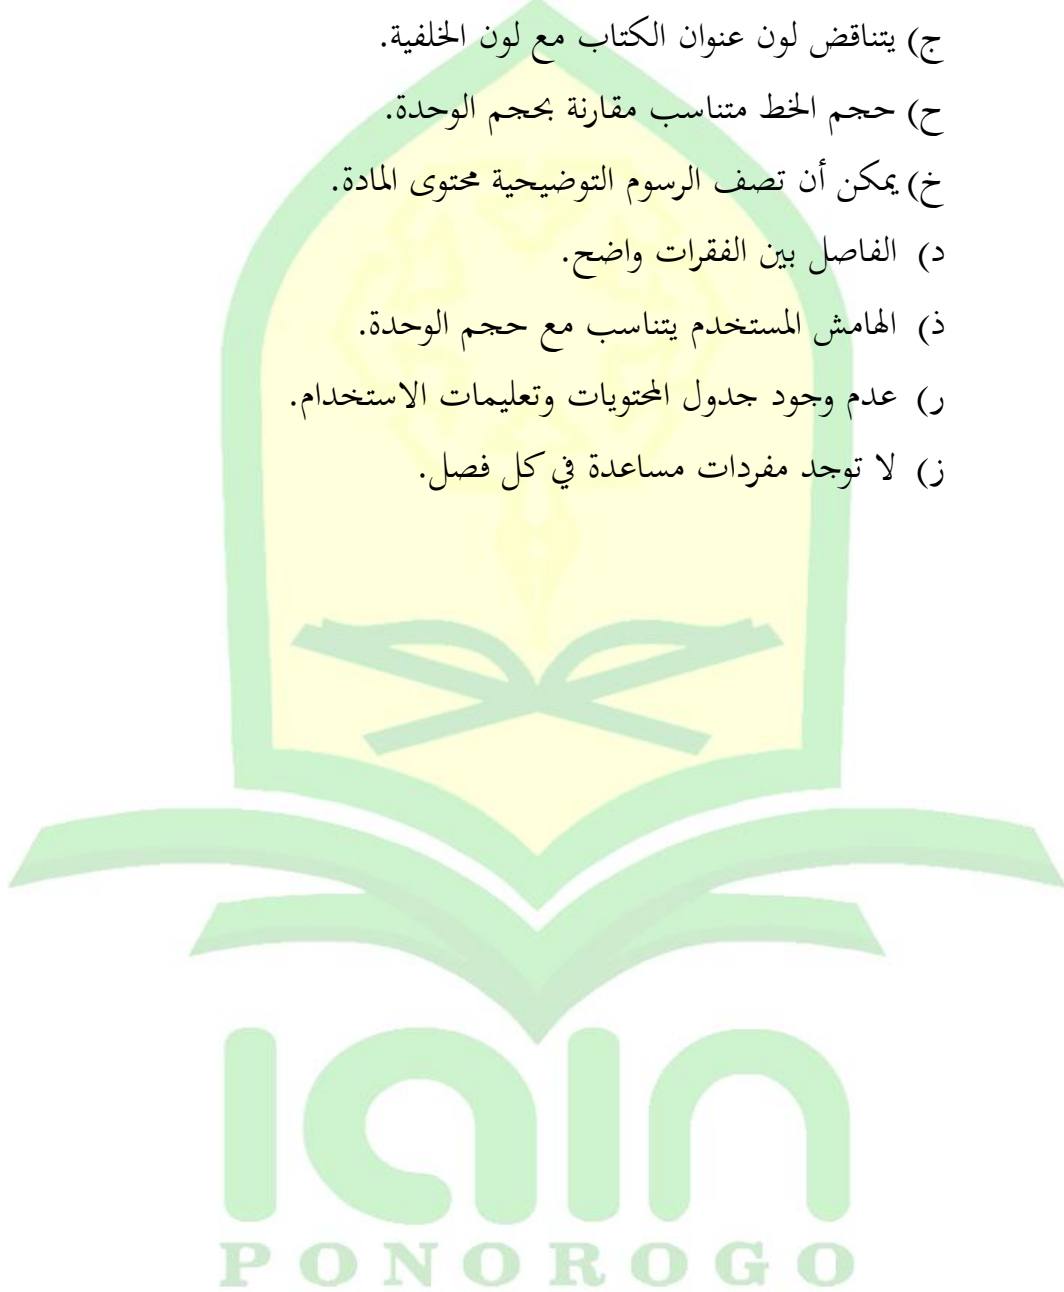 ج) يتناقض لون عنوان الكتاب مع لون الخلفية.
ح) حجم الخط متناسب مقارنة بحجم الوحدة.
خ) يمكن أن تصف الرسوم التوضيحية محتوى المادة.
د) الفاصل بين الفقرات واضح.
ذ) الهامش المستخدم يتناسب مع حجم الوحدة.
ر) عدم وجود جدول المحتويات وتعليمات الاستخدام.
ز) لا توجد مفردات مساعدة في كل فصل.
iain
PONOROGO